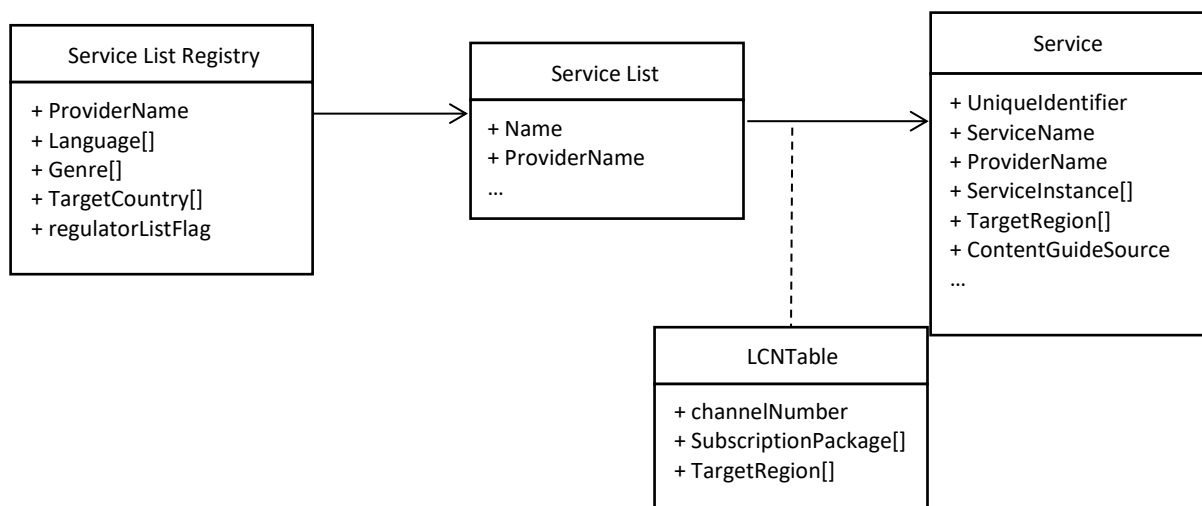 Service List Registry
+ ProviderName
+ Language[]
+ Genre[]
+ TargetCountry[]
+ regulatorListFlag
Service List
+ Name
+ ProviderName
...
Service
+ UniqueIdentifier
+ ServiceName
+ ProviderName
+ ServiceInstance[]
+ TargetRegion[]
+ ContentGuideSource
...
LCNTable
+ channelNumber
+ SubscriptionPackage[]
+ TargetRegion[]